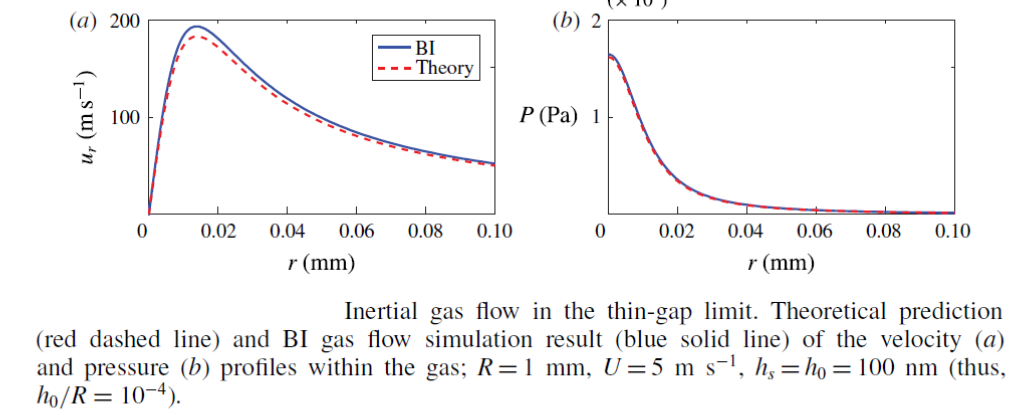 (a) 200
100
u_r (m s⁻¹)
BI
Theory
0 0.02 0.04 0.06 0.08 0.10
r (mm)
(b) 2
P (Pa) 1
0 0.02 0.04 0.06 0.08 0.10
r (mm)
Inertial gas flow in the thin-gap limit. Theoretical prediction
(red dashed line) and BI gas flow simulation result (blue solid line) of the velocity (a)
and pressure (b) profiles within the gas; R = 1 mm, U = 5 m s⁻¹, h_s = h_0 = 100 nm (thus,
h_0/R = 10⁻⁴).